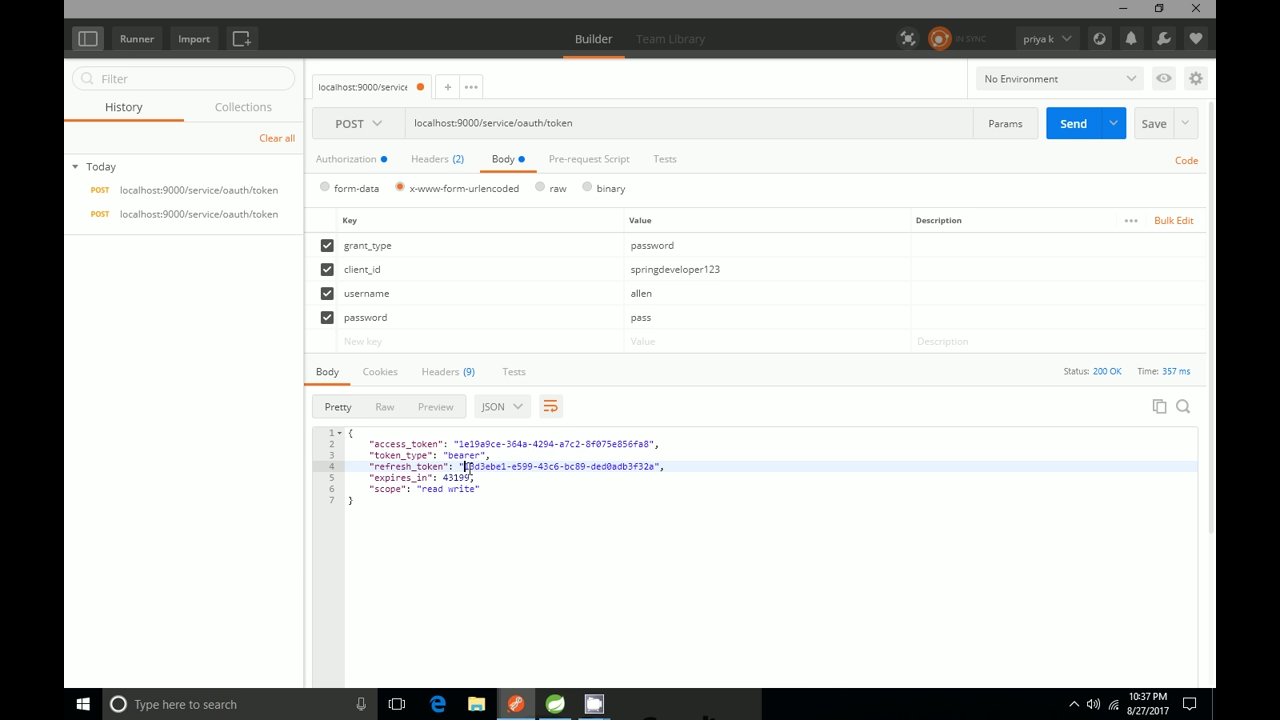 Runner
Import
Builder
Team Library
IN SYNC
priya k
Filter
History
Collections
Clear all
Today
POST localhost:9000/service/oauth/token
POST localhost:9000/service/oauth/token
localhost:9000/service
No Environment
POST
localhost:9000/service/oauth/token
Params
Send
Save
Authorization
Headers (2)
Body
Pre-request Script
Tests
Code
form-data
x-www-form-urlencoded
raw
binary
Key Value Description
Bulk Edit
grant_type password
client_id springdeveloper123
username allen
password pass
New key Value Description
Body
Cookies
Headers (9)
Tests
Status: 200 OK
Time: 357 ms
Pretty
Raw
Preview
JSON
1 {
2 "access_token": "1e19a9ce-364a-4294-a7c2-8f075e856fa8",
3 "token_type": "bearer",
4 "refresh_token":
5 "expires_in": 43199,
6 "scope": "read write"
7 }
Type here to search
10:37 PM
8/27/2017